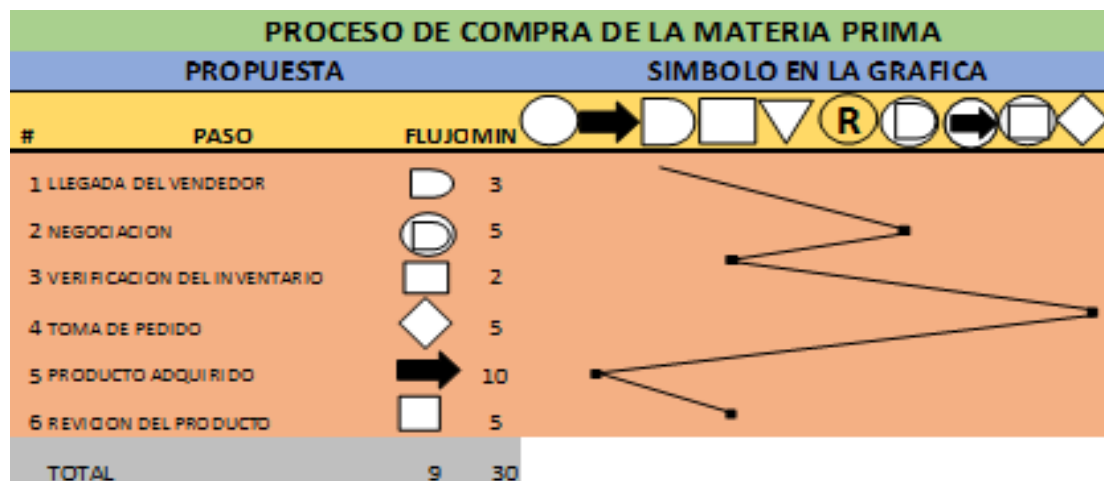 PROCESO DE COMPRA DE LA MATERIA PRIMA
PROPUESTA SIMBOLO EN LA GRAFICA
# PASO FLUJO MIN R
1 LLEGADA DEL VENDEDOR 3
2 NEGOCIACION 5
3 VERIFICACION DEL INVENTARIO 2
4 TOMA DE PEDIDO 5
5 PRODUCTO ADQUIRIDO 10
6 REVICION DEL PRODUCTO 5
TOTAL 9 30